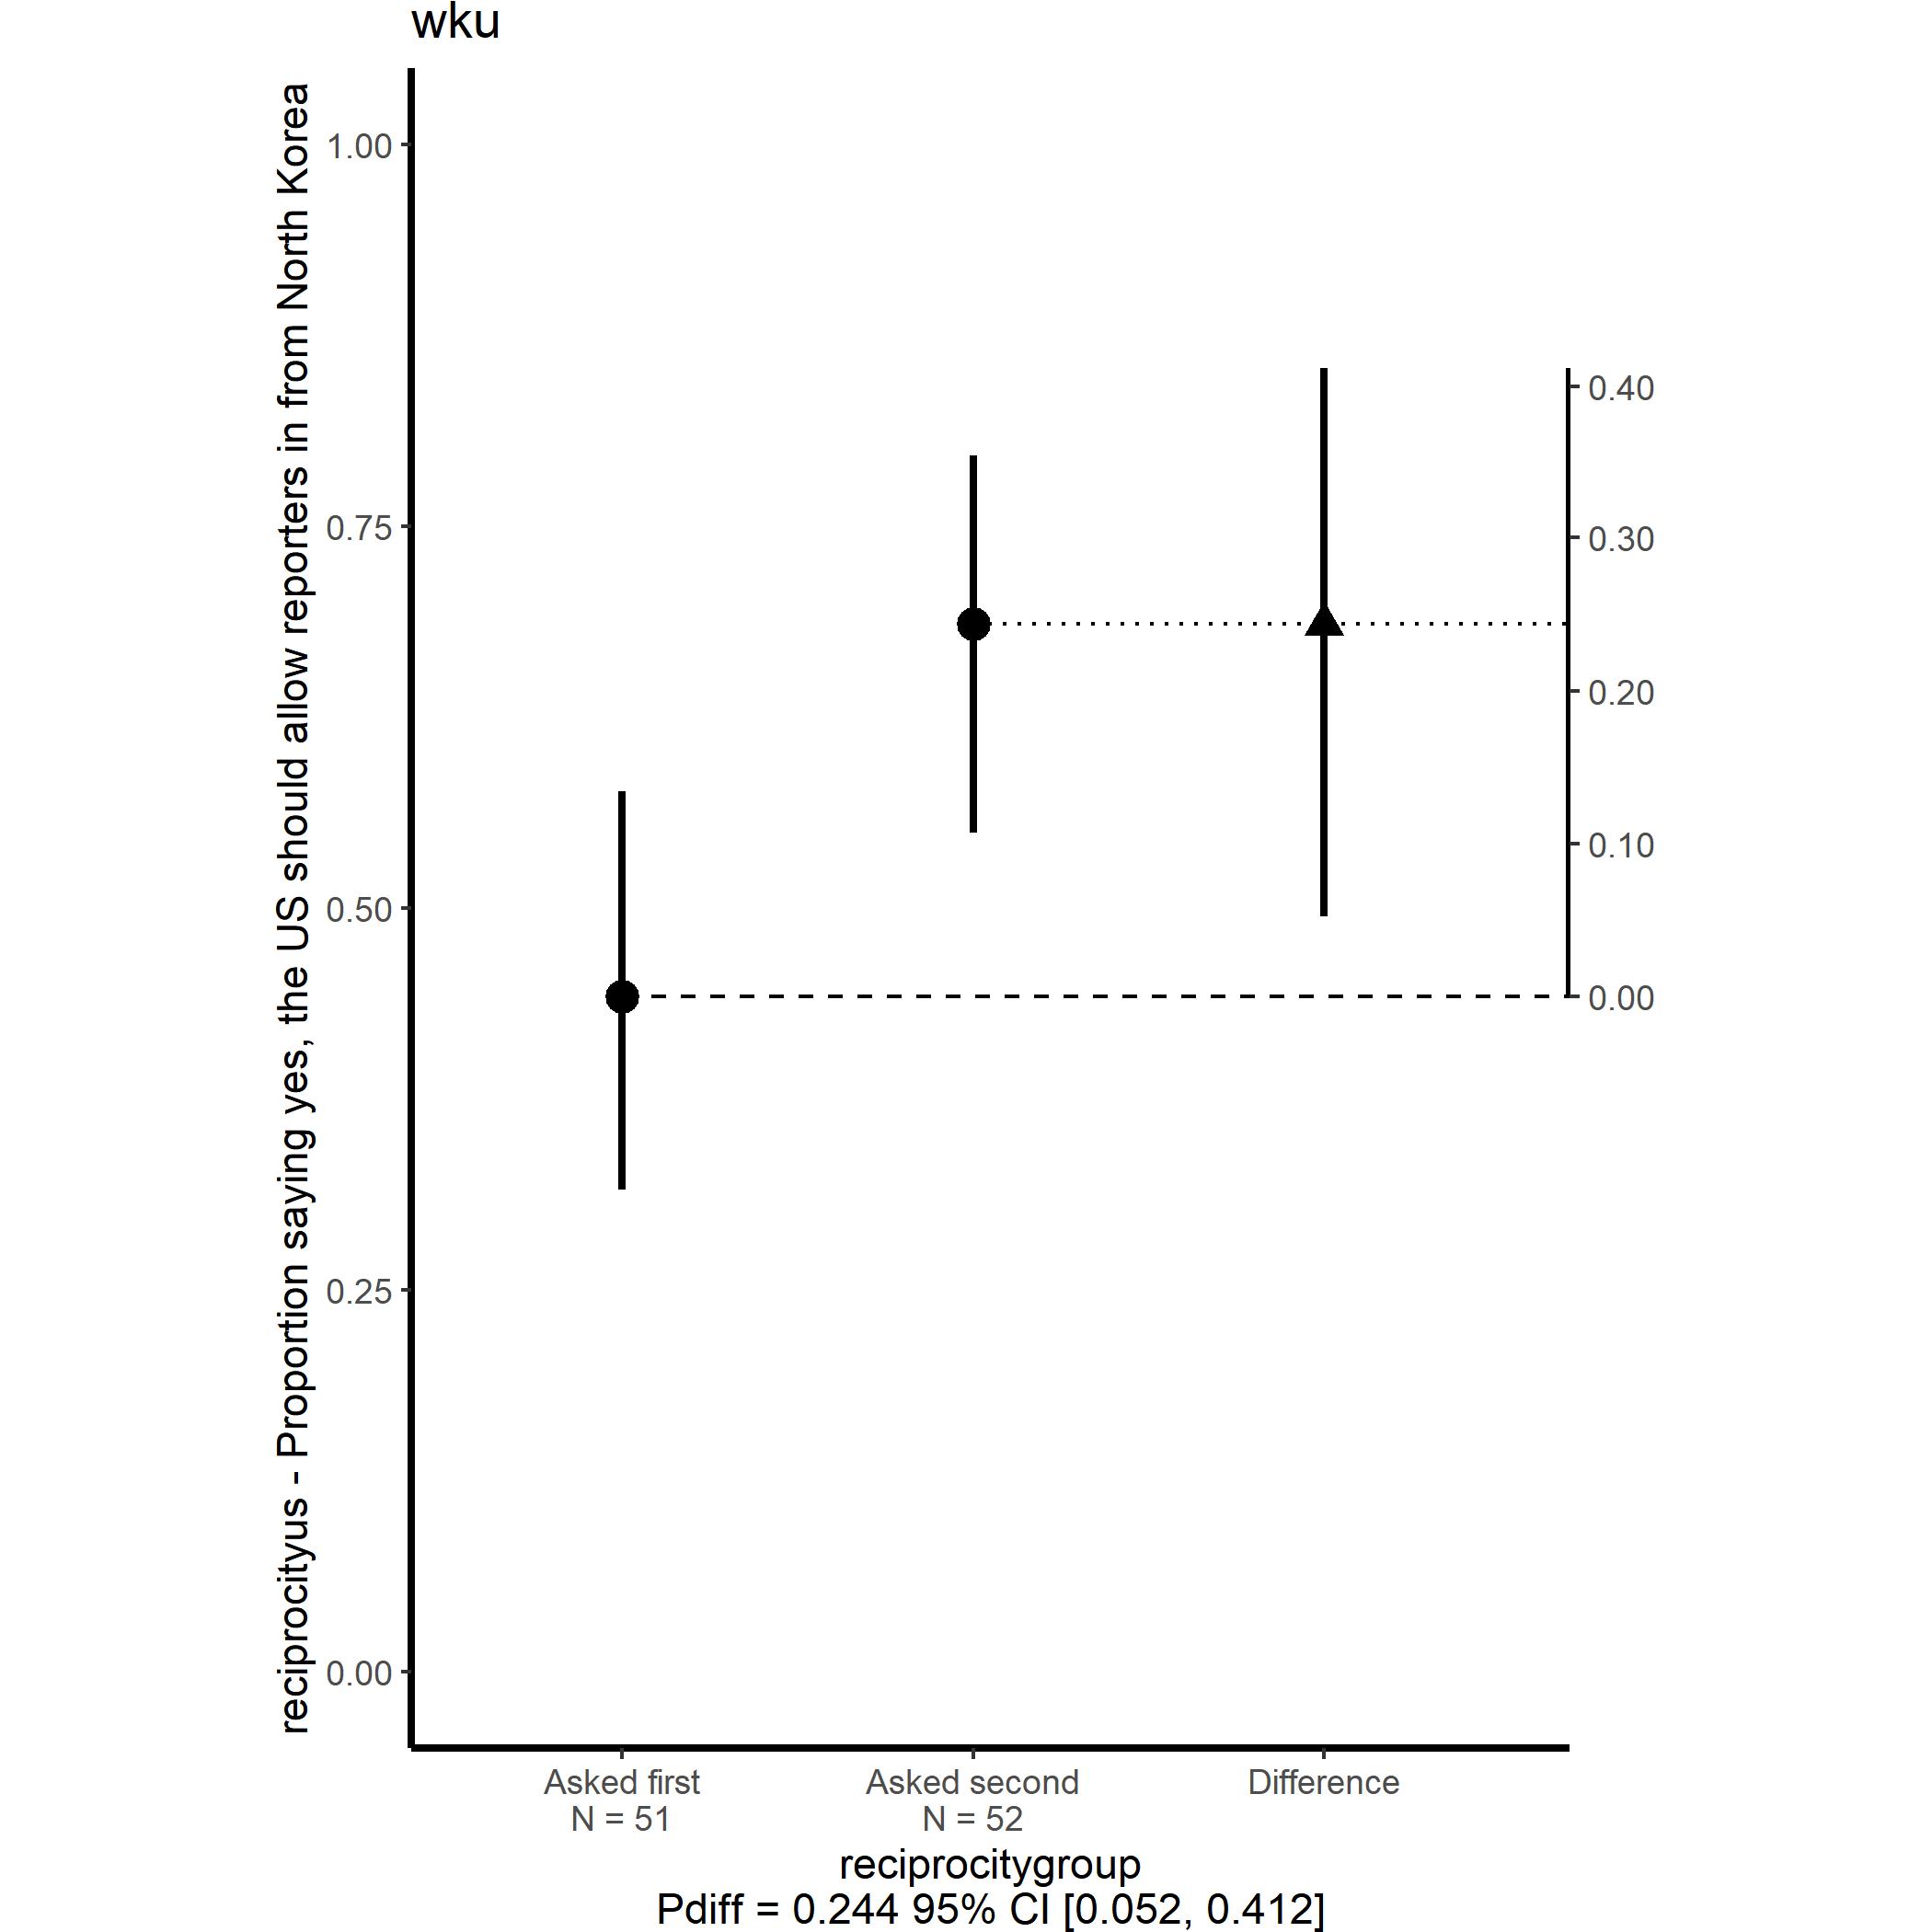 wku
reciprocityus - Proportion saying yes, the US should allow reporters in from North Korea
1.00
0.75
0.50
0.25
0.00
0.40
0.30
0.20
0.10
0.00
Asked first
N = 51
Asked second
N = 52
Difference
reciprocitygroup
Pdiff = 0.244 95% CI [0.052, 0.412]